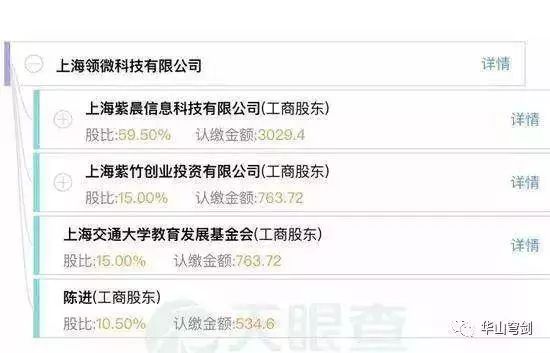 上海领微科技有限公司 详情
上海紫晨信息科技有限公司(工商股东)
股比:59.50% 认缴金额:3029.4 详情
上海紫竹创业投资有限公司(工商股东)
股比:15.00% 认缴金额:763.72 详情
上海交通大学教育发展基金会(工商股东)
股比:15.00% 认缴金额:763.72 详情
陈进(工商股东)
股比:10.50% 认缴金额:534.6
天眼查
华山穹剑